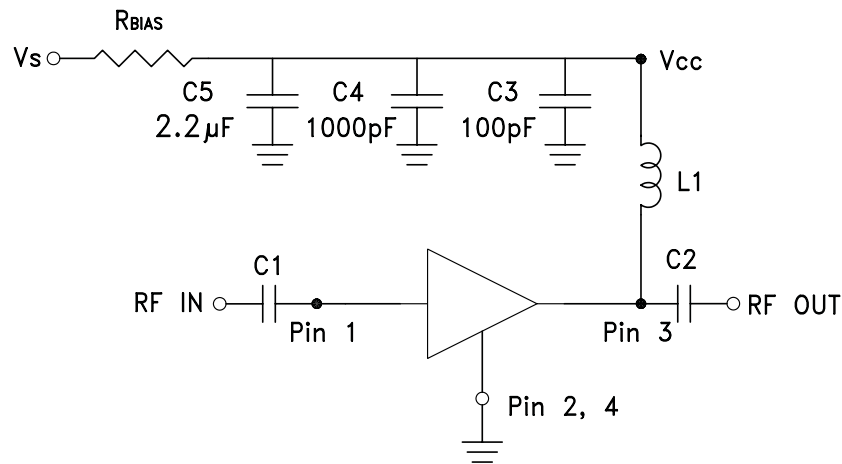 RBIAS
Vs
Vcc
C5
2.2µF
C4
1000pF
C3
100pF
L1
C1
C2
RF IN
Pin 1
Pin 3
RF OUT
Pin 2, 4